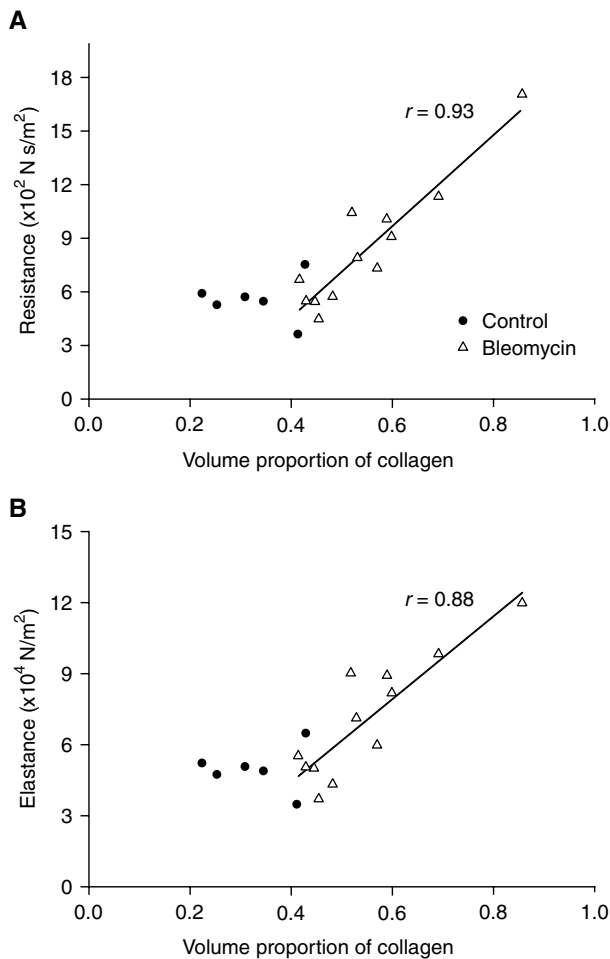 A
18
15
12
9
6
3
0
Resistance (x10² N s/m²)
r = 0.93
Control
Bleomycin
0.0 0.2 0.4 0.6 0.8 1.0
Volume proportion of collagen
B
15
12
9
6
3
0
Elastance (x10⁴ N/m²)
r = 0.88
0.0 0.2 0.4 0.6 0.8 1.0
Volume proportion of collagen